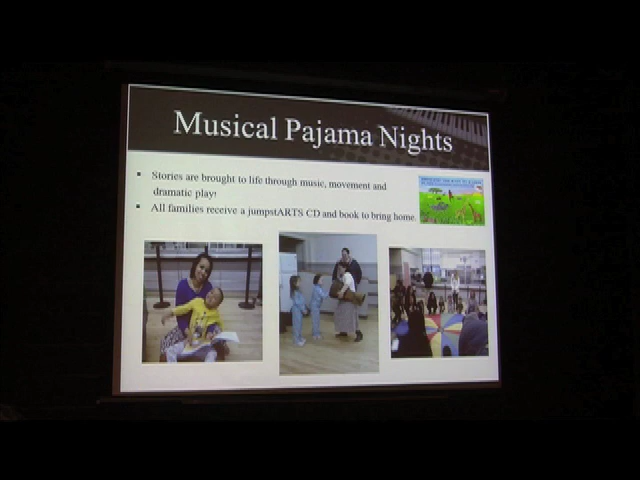 Musical Pajama Nights
Stories are brought to life through music, movement and
dramatic play!
All families receive a jumpstARTS CD and book to bring home.